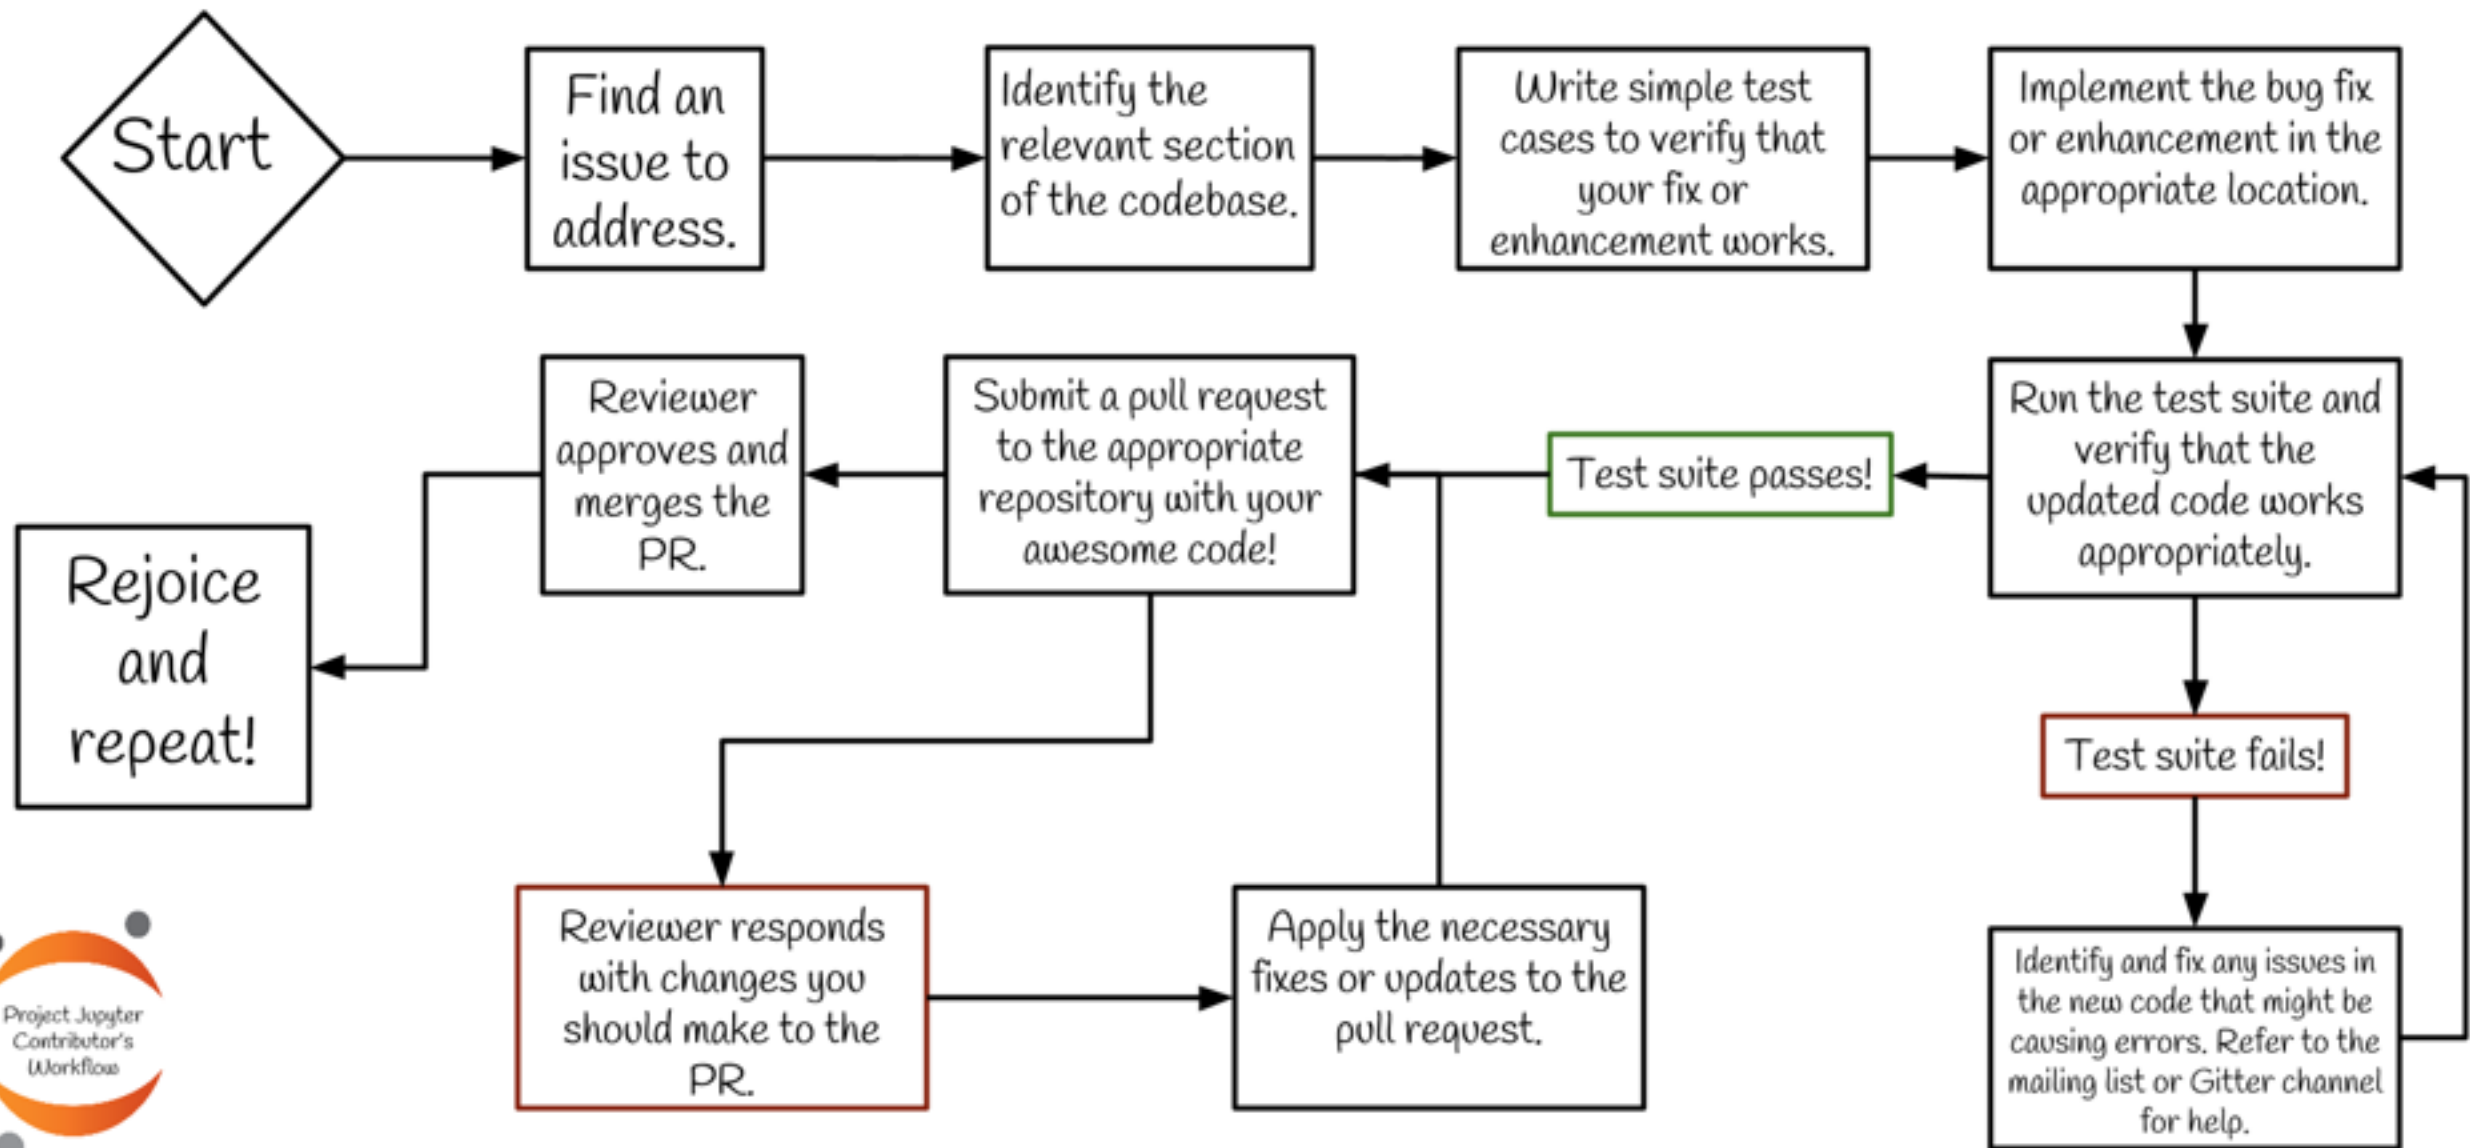 Start
Find an
issue to
address.
Identify the
relevant section
of the codebase.
Write simple test
cases to verify that
your fix or
enhancement works.
Implement the bug fix
or enhancement in the
appropriate location.
Run the test suite and
verify that the
updated code works
appropriately.
Test suite passes!
Submit a pull request
to the appropriate
repository with your
awesome code!
Reviewer
approves and
merges the
PR.
Rejoice
and
repeat!
Test suite fails!
Identify and fix any issues in
the new code that might be
causing errors. Refer to the
mailing list or Gitter channel
for help.
Reviewer responds
with changes you
should make to the
PR.
Apply the necessary
fixes or updates to the
pull request.
Project Jupyter
Contributor's
Workflow